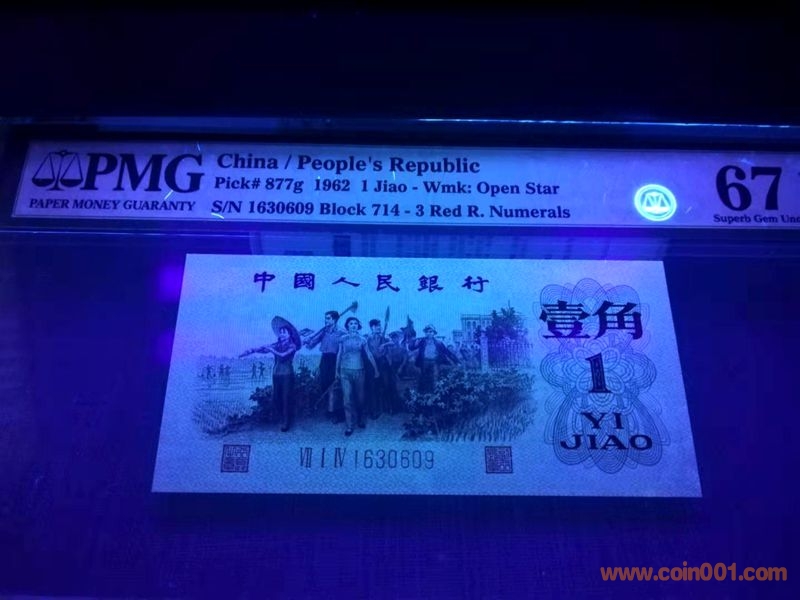 PMG
PAPER MONEY GUARANTY
China / People's Republic
Pick# 877g 1962 1 Jiao - Wmk: Open Star
S/N 1630609 Block 714 - 3 Red R. Numerals
67
Superb Gem Unc
中國人民銀行
壹角
1
YI
JIAO
Ⅶ Ⅰ Ⅳ 1630609
www.coin001.com